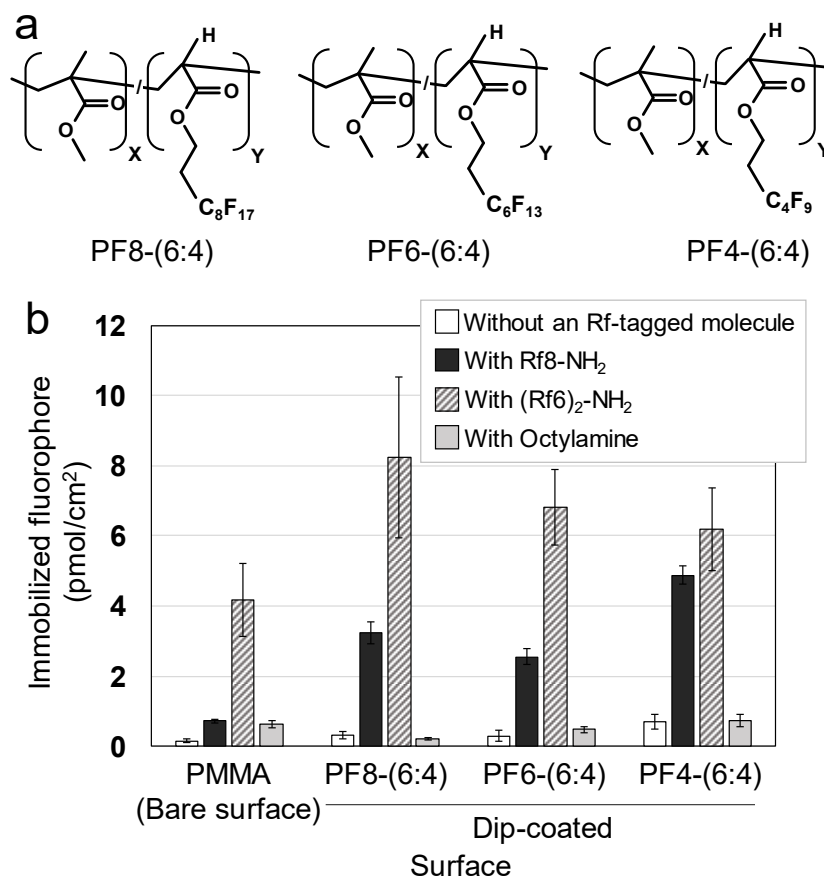 a
H
H
H
/
/
/
O
O
O
O
O
O
O
O
O
O
O
O
X
Y
X
Y
X
Y
C8F17
C6F13
C4F9
PF8-(6:4)
PF6-(6:4)
PF4-(6:4)
b
Without an Rf-tagged molecule
With Rf8-NH2
With (Rf6)2-NH2
With Octylamine
Immobilized fluorophore
(pmol/cm2)
12
10
8
6
4
2
0
PMMA
(Bare surface)
PF8-(6:4)
PF6-(6:4)
PF4-(6:4)
Dip-coated
Surface